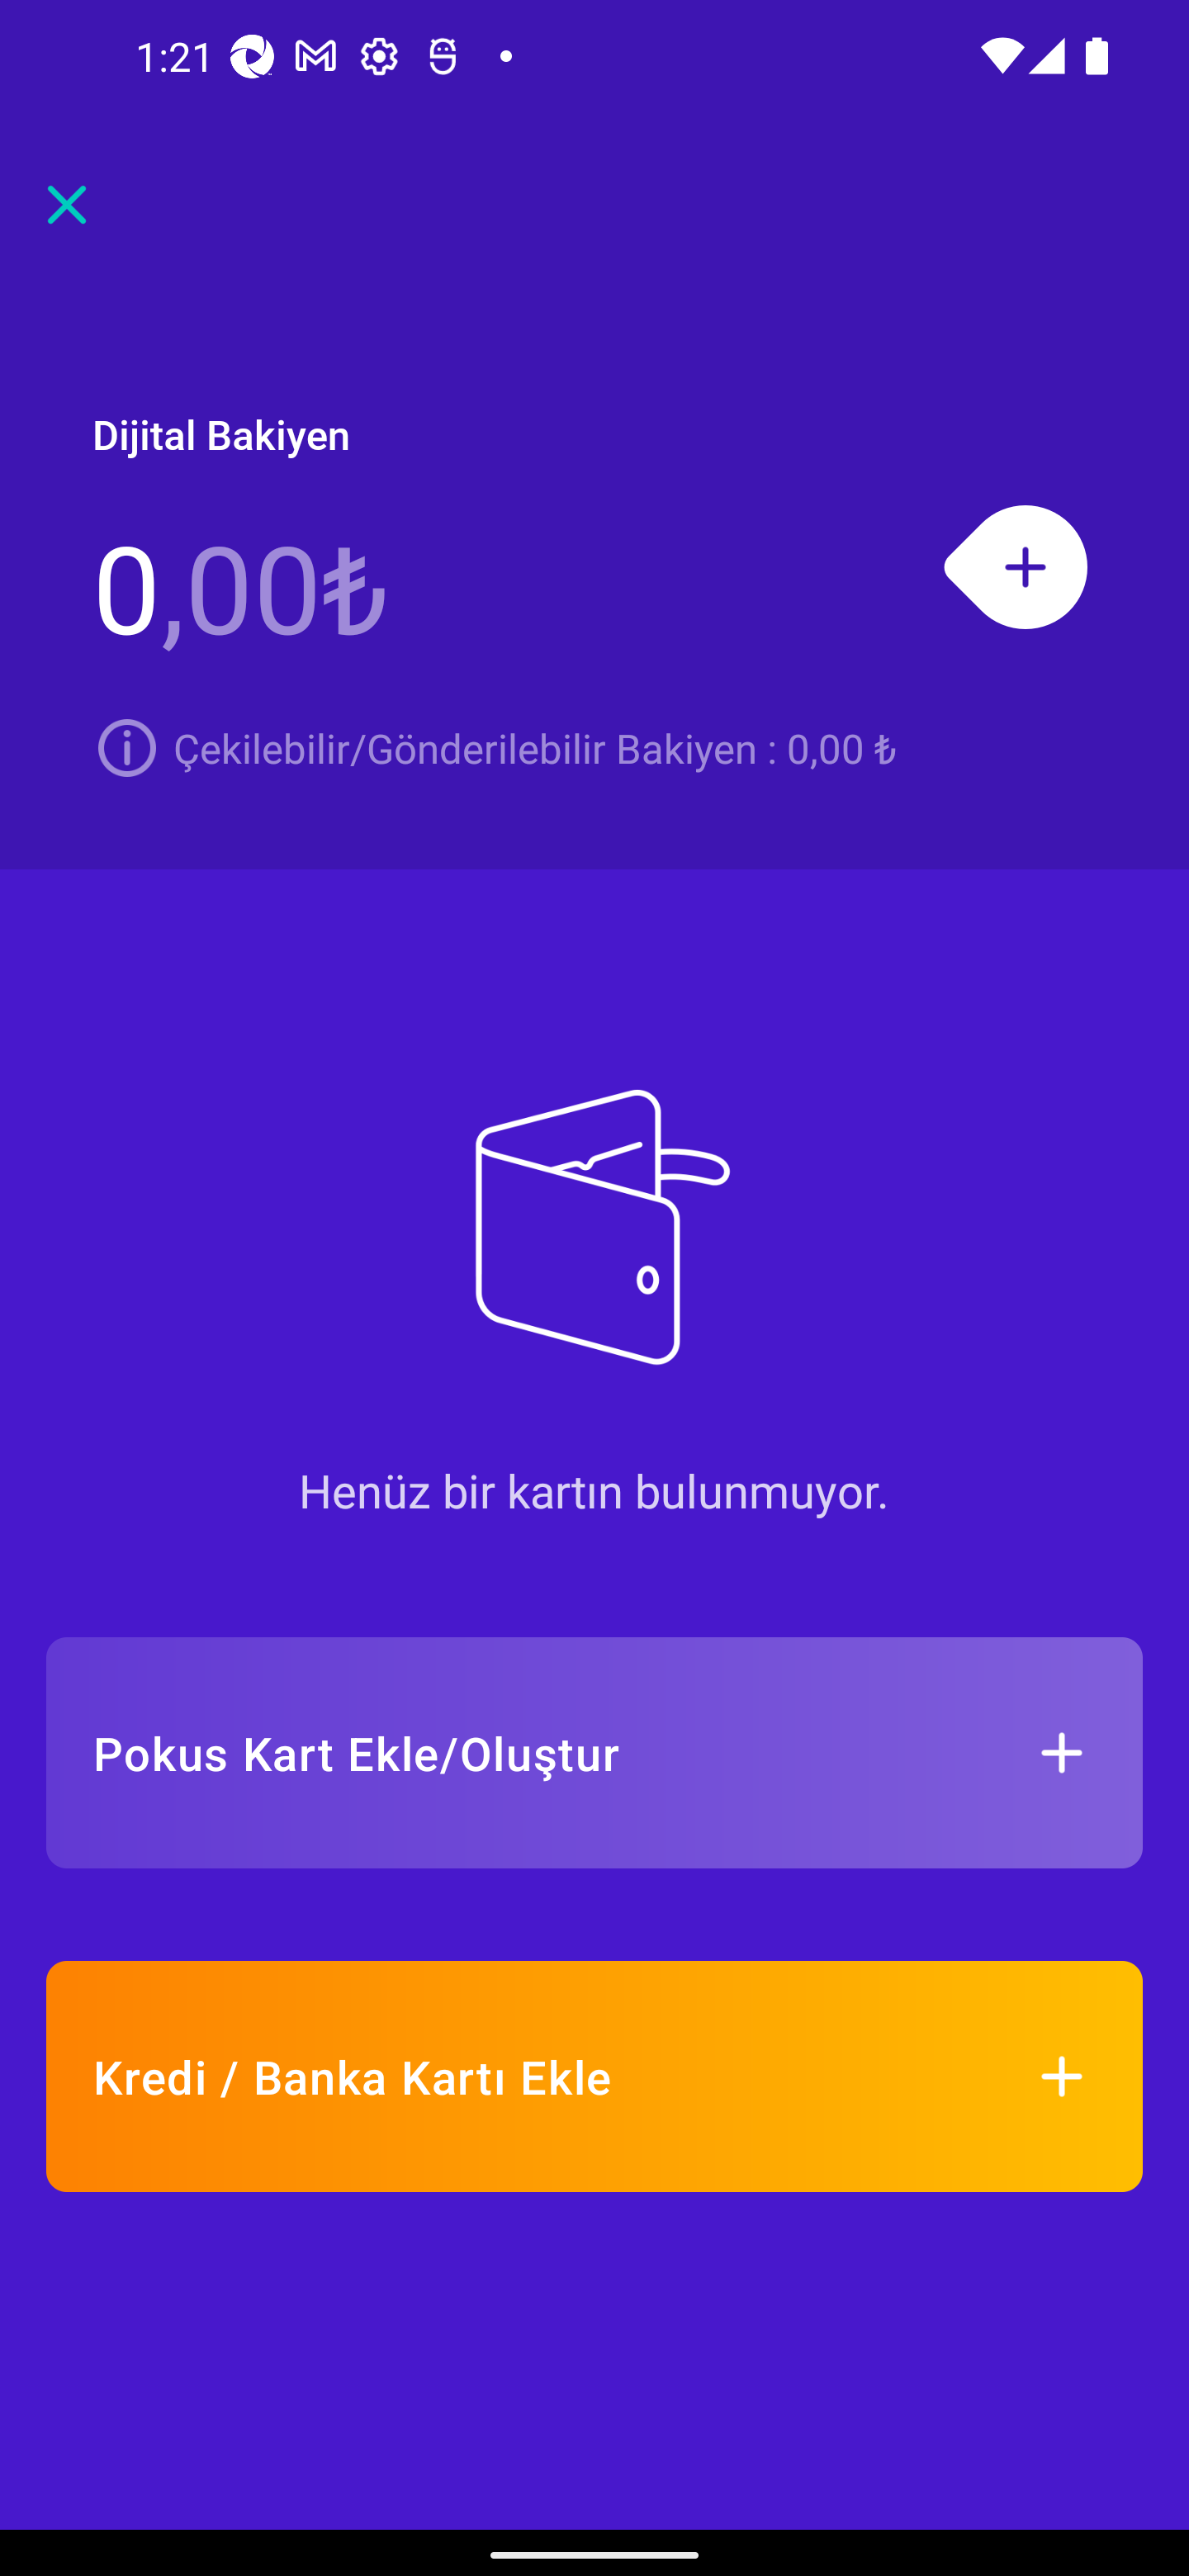 1:21
Dijital Bakiyen
0,00₺
Çekilebilir/Gönderilebilir Bakiyen : 0,00 ₺
Henüz bir kartın bulunmuyor.
Pokus Kart Ekle/Oluştur
Kredi / Banka Kartı Ekle